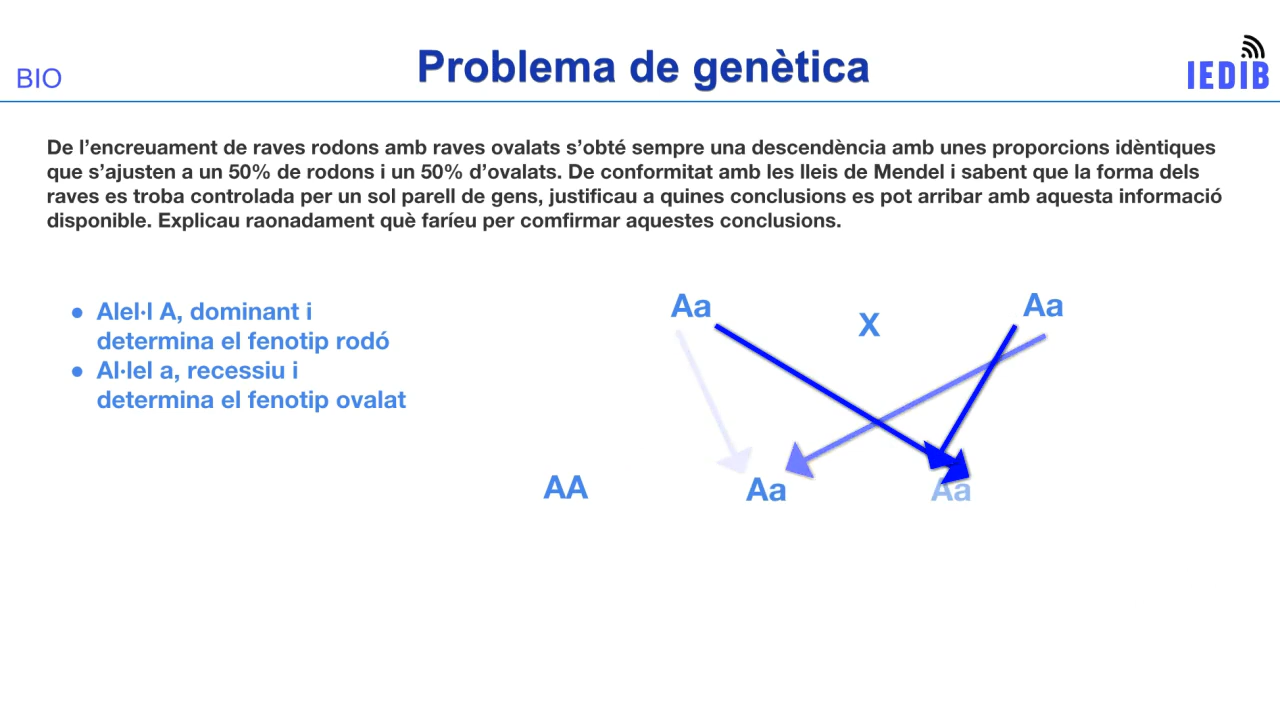 BIO
Problema de genètica
IEDIB
De l’encreuament de raves rodons amb raves ovalats s’obté sempre una descendència amb unes proporcions idèntiques
que s’ajusten a un 50% de rodons i un 50% d’ovalats. De conformitat amb les lleis de Mendel i sabent que la forma dels
raves es troba controlada per un sol parell de gens, justificau a quines conclusions es pot arribar amb aquesta informació
disponible. Explicau raonadament què faríeu per comfirmar aquestes conclusions.
● Alel·l A, dominant i
determina el fenotip rodó
● Al·lel a, recessiu i
determina el fenotip ovalat
Aa X Aa
AA Aa Aa